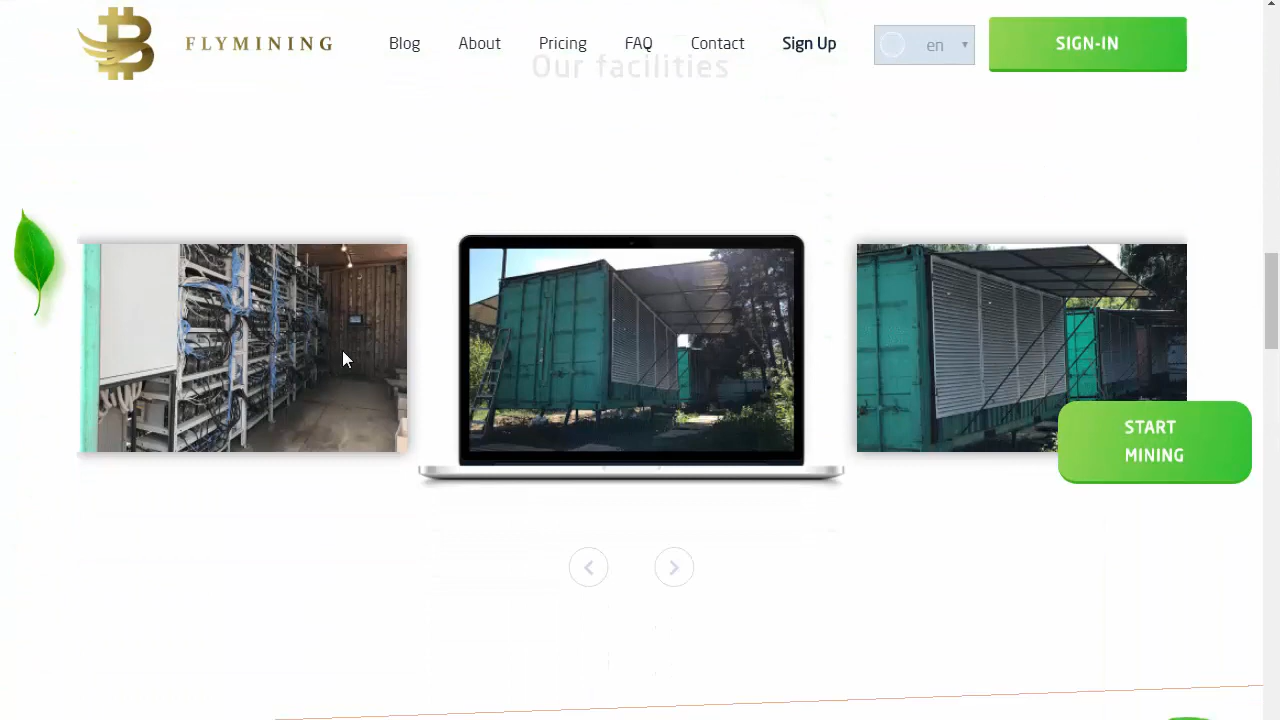 FLYMINING
Blog
About
Pricing
FAQ
Contact
Sign Up
en
SIGN-IN
Our facilities
START
MINING